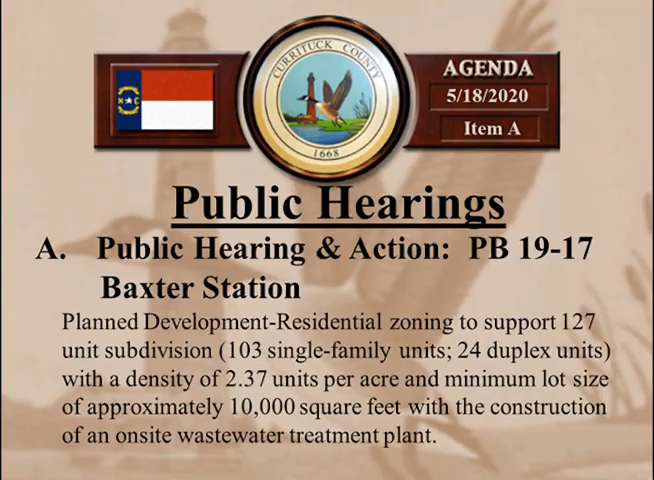 CURRITUCK COUNTY
1668
N C
AGENDA
5/18/2020
Item A
Public Hearings
A. Public Hearing & Action: PB 19-17
Baxter Station
Planned Development-Residential zoning to support 127
unit subdivision (103 single-family units; 24 duplex units)
with a density of 2.37 units per acre and minimum lot size
of approximately 10,000 square feet with the construction
of an onsite wastewater treatment plant.